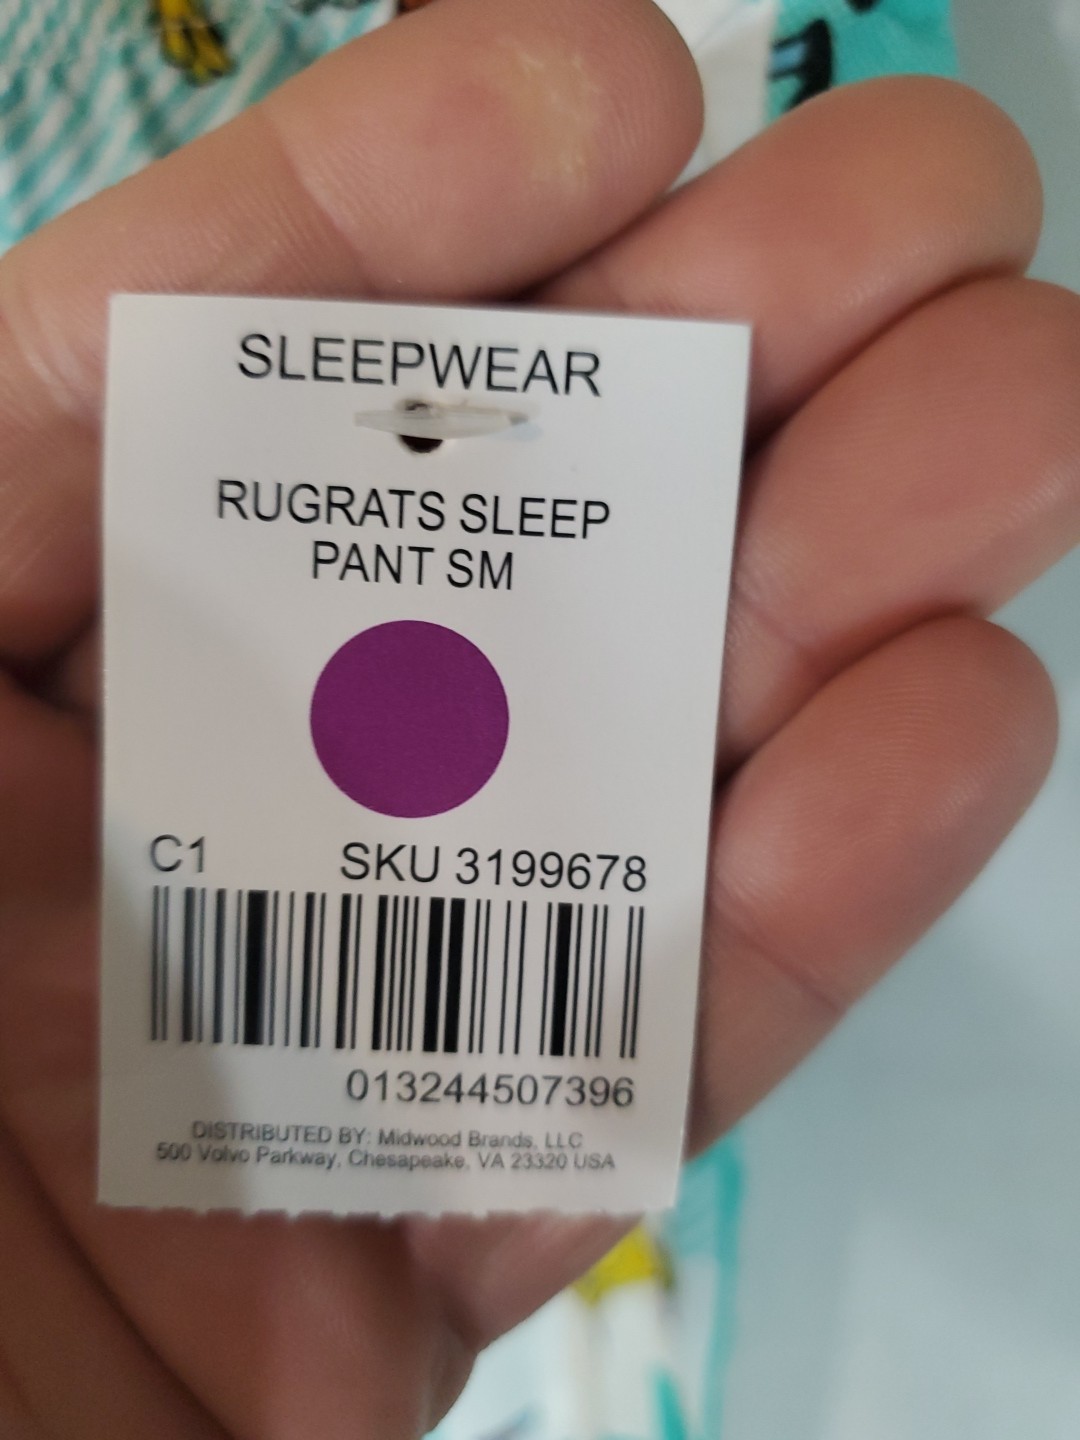 SLEEPWEAR
RUGRATS SLEEP
PANT SM
C1 SKU 3199678
013244507396
DISTRIBUTED BY: Midwood Brands, LLC
500 Volvo Parkway, Chesapeake, VA 23320 USA